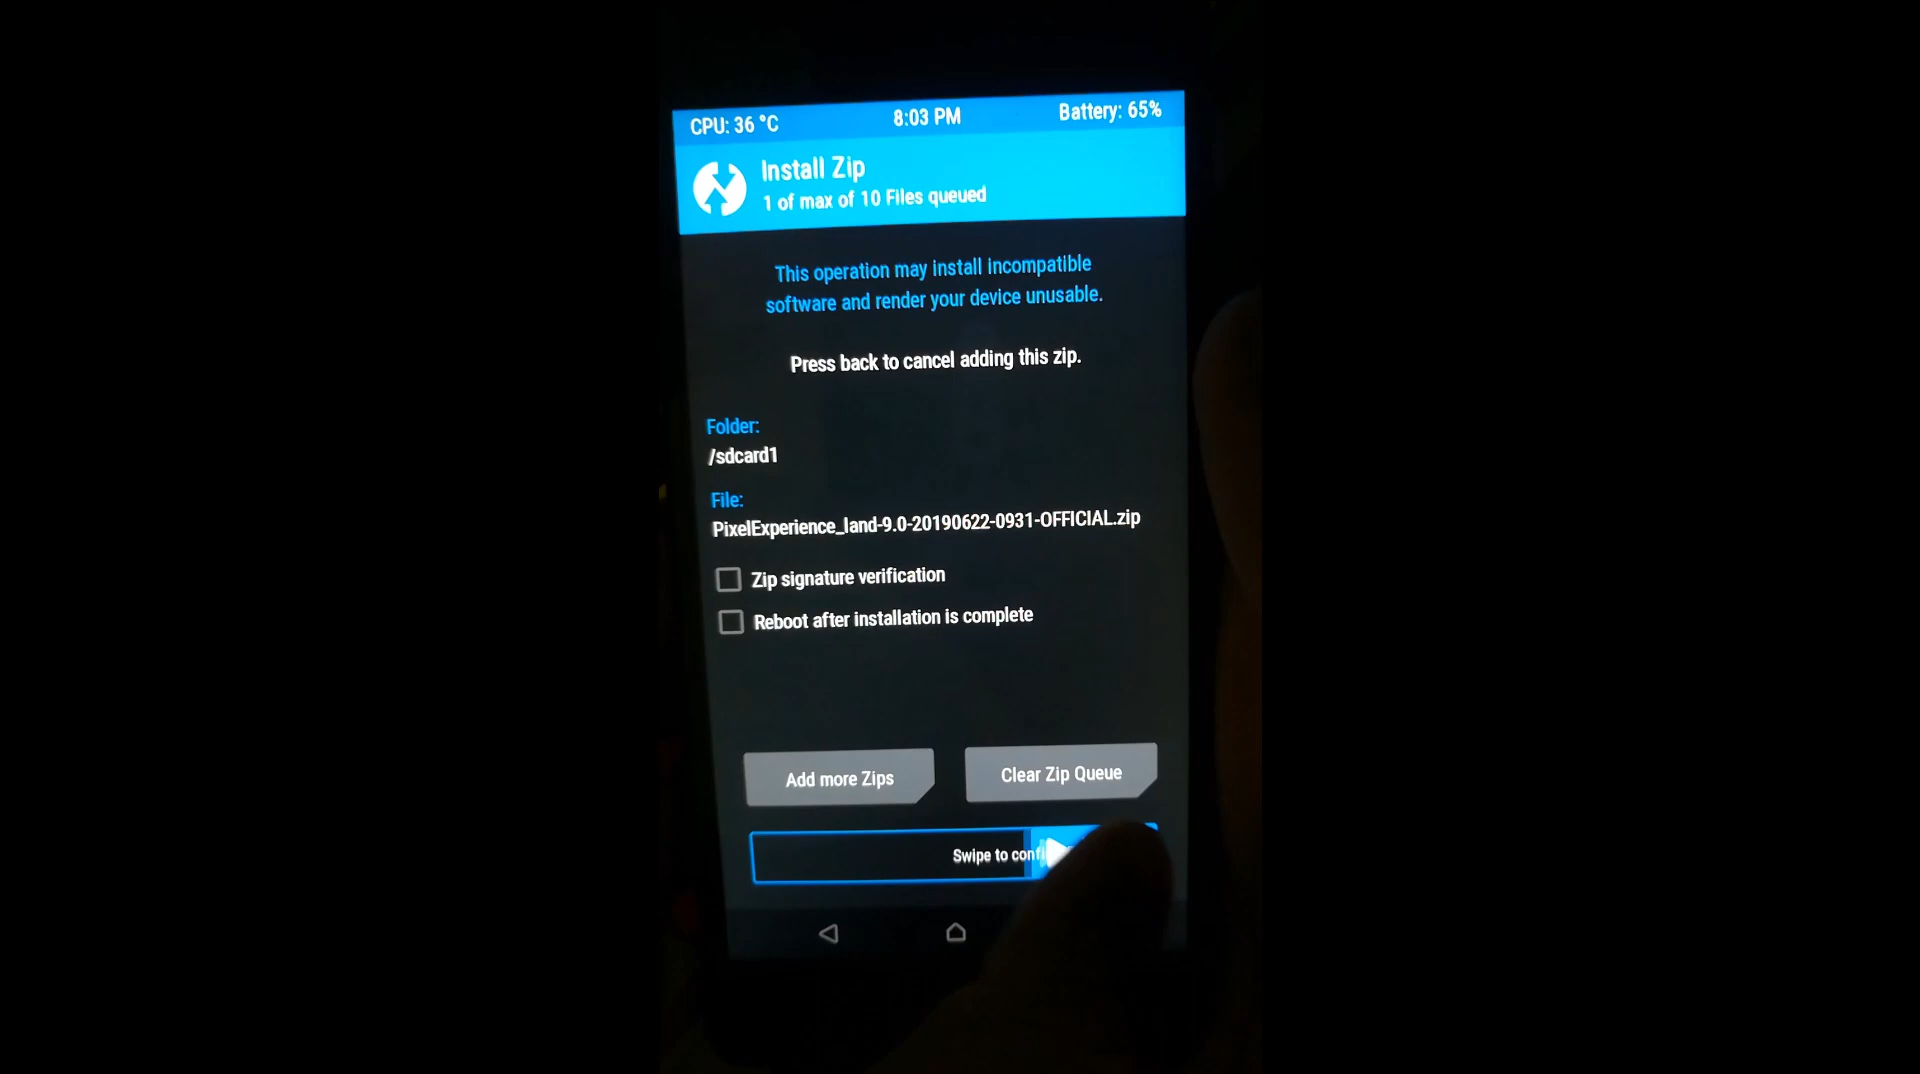 CPU: 36 °C 8:03 PM Battery: 65%
Install Zip
1 of max of 10 Files queued
This operation may install incompatible
software and render your device unusable.
Press back to cancel adding this zip.
Folder:
/sdcard1
File:
PixelExperience_land-9.0-20190622-0931-OFFICIAL.zip
Zip signature verification
Reboot after installation is complete
Add more Zips Clear Zip Queue
Swipe to